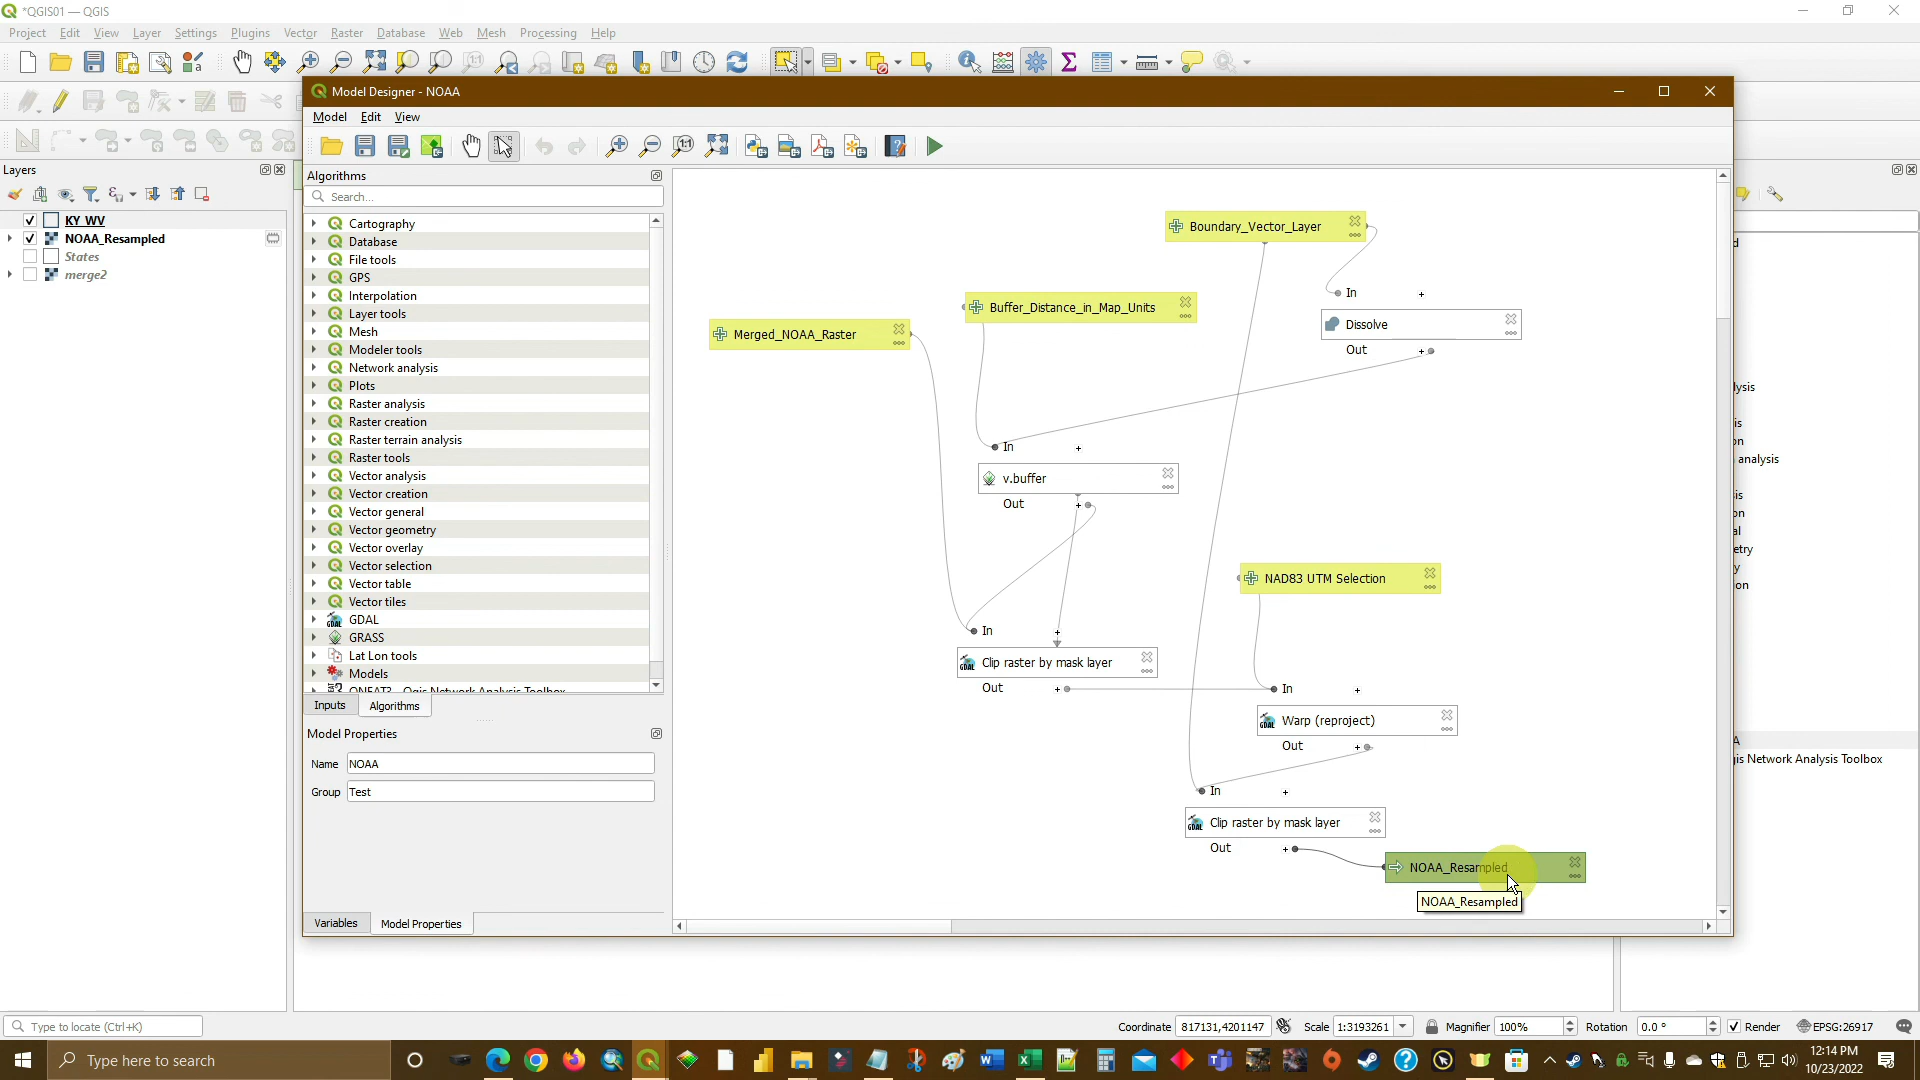 *QGIS01 — QGIS
Project Edit View Layer Settings Plugins Vector Raster Database Web Mesh Processing Help
Model Designer - NOAA
Model Edit View
Layers
KY_WV
NOAA_Resampled
States
merge2
Algorithms
Search...
Cartography
Database
File tools
GPS
Interpolation
Layer tools
Mesh
Modeler tools
Network analysis
Plots
Raster analysis
Raster creation
Raster terrain analysis
Raster tools
Vector analysis
Vector creation
Vector general
Vector geometry
Vector overlay
Vector selection
Vector table
Vector tiles
GDAL
GRASS
Lat Lon tools
Models
Inputs Algorithms
Model Properties
Name NOAA
Group Test
Variables Model Properties
Boundary_Vector_Layer
In
Dissolve
Out
Buffer_Distance_in_Map_Units
Merged_NOAA_Raster
In
v.buffer
Out
NAD83 UTM Selection
In
Clip raster by mask layer
Out
In
Warp (reproject)
Out
In
Clip raster by mask layer
Out
NOAA_Resampled
NOAA_Resampled
analysis
Network Analysis Toolbox
Type to locate (Ctrl+K)
Coordinate 817131,4201147 Scale 1:3193261 Magnifier 100% Rotation 0.0 ° Render EPSG:26917
Type here to search
12:14 PM
10/23/2022